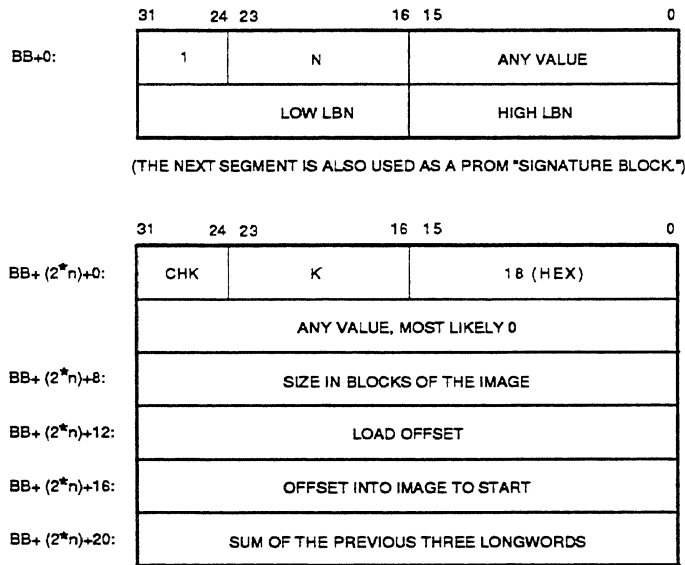 31 24 23 16 15 0
BB+0: 1 N ANY VALUE
LOW LBN HIGH LBN
(THE NEXT SEGMENT IS ALSO USED AS A PROM "SIGNATURE BLOCK.")
31 24 23 16 15 0
BB+ (2*n)+0: CHK K 18 (HEX)
ANY VALUE, MOST LIKELY 0
BB+ (2*n)+8: SIZE IN BLOCKS OF THE IMAGE
BB+ (2*n)+12: LOAD OFFSET
BB+ (2*n)+16: OFFSET INTO IMAGE TO START
BB+ (2*n)+20: SUM OF THE PREVIOUS THREE LONGWORDS